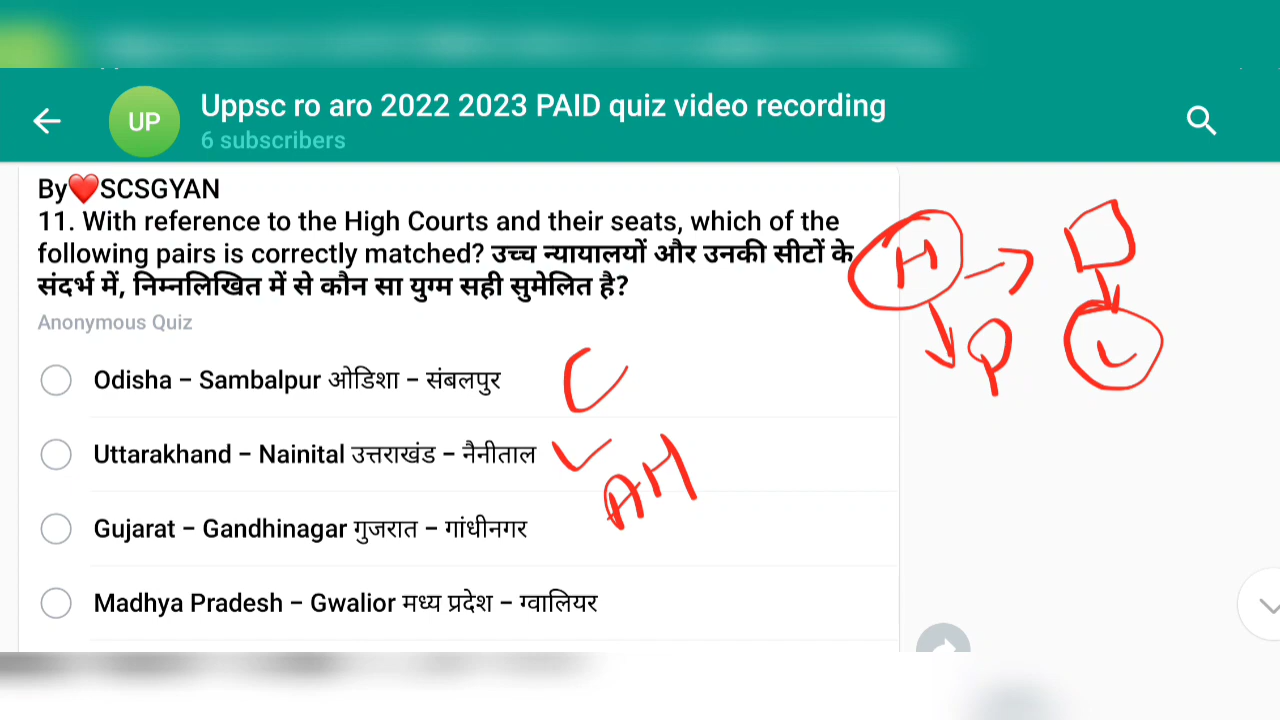 UP
Uppsc ro aro 2022 2023 PAID quiz video recording
6 subscribers
By❤️SCSGYAN
11. With reference to the High Courts and their seats, which of the
following pairs is correctly matched? उच्च न्यायालयों और उनकी सीटों के
संदर्भ में, निम्नलिखित में से कौन सा युग्म सही सुमेलित है?
Anonymous Quiz
Odisha – Sambalpur ओडिशा – संबलपुर
C
Uttarakhand – Nainital उत्तराखंड – नैनीताल
AH
Gujarat – Gandhinagar गुजरात – गांधीनगर
Madhya Pradesh – Gwalior मध्य प्रदेश – ग्वालियर
H
P
L